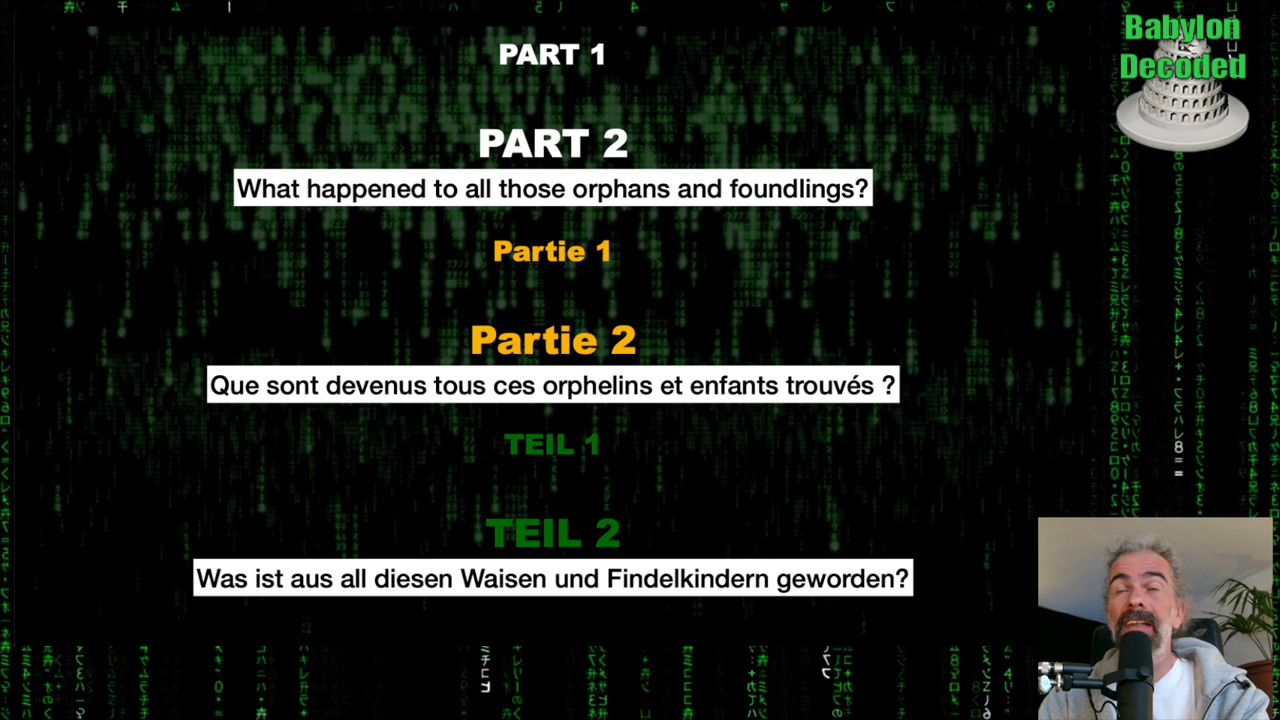 Babylon
Decoded
PART 1
PART 2
What happened to all those orphans and foundlings?
Partie 1
Partie 2
Que sont devenus tous ces orphelins et enfants trouvés ?
TEIL 1
TEIL 2
Was ist aus all diesen Waisen und Findelkindern geworden?